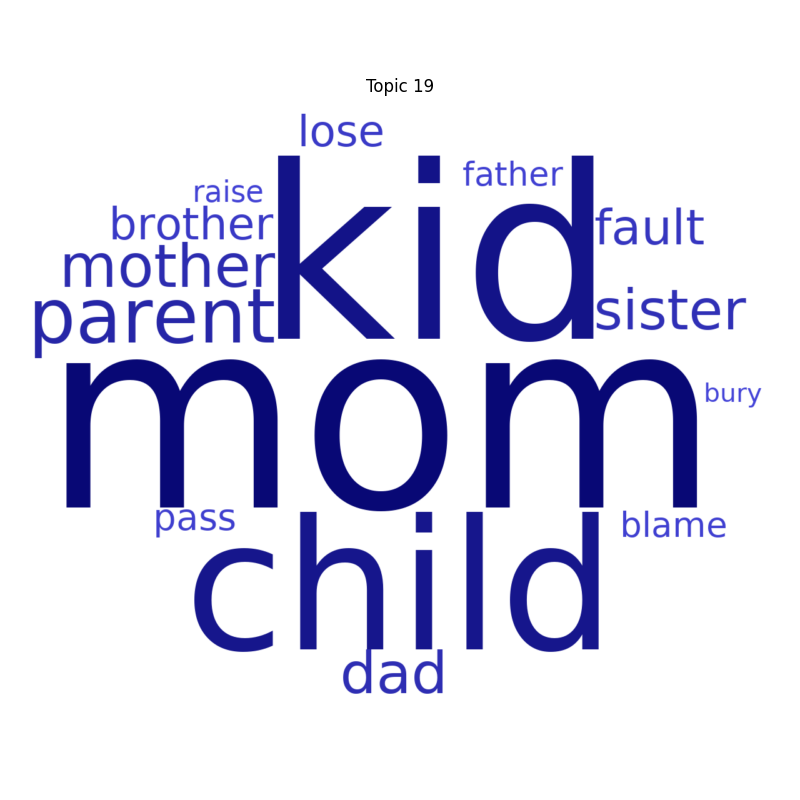 Topic 19
lose
kid
father
raise
brother
fault
mother
parent
sister
mom
bury
pass
blame
child
dad